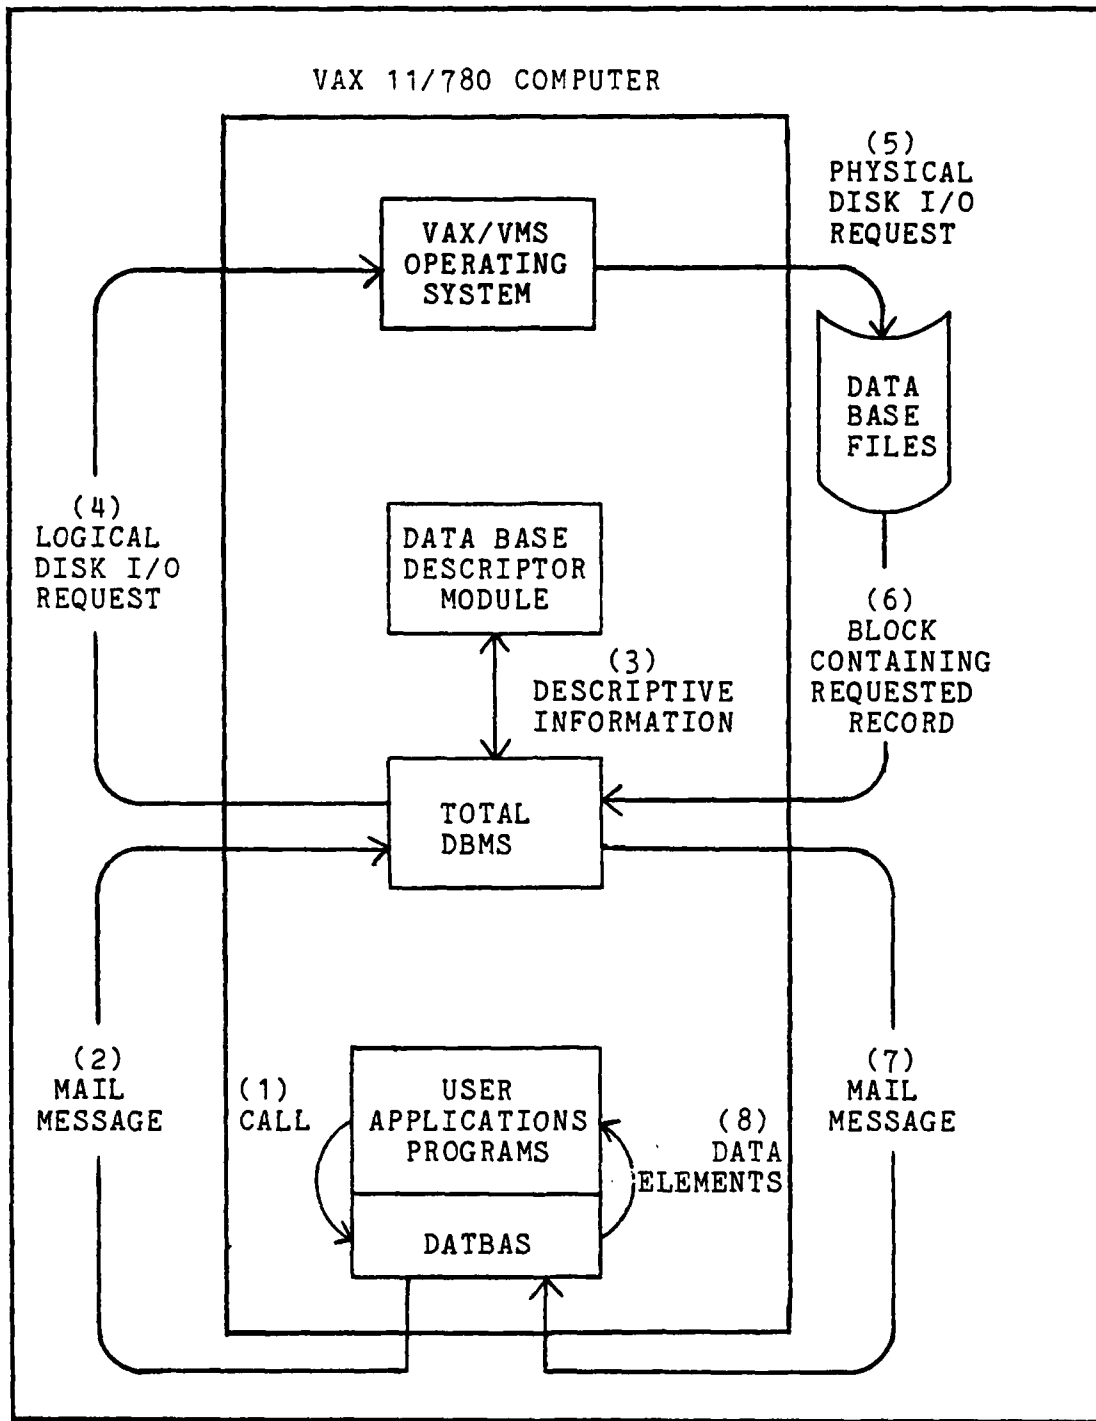 VAX 11/780 COMPUTER
(5)
PHYSICAL
DISK I/O
REQUEST
VAX/VMS
OPERATING
SYSTEM
DATA
BASE
FILES
(4)
LOGICAL
DISK I/O
REQUEST
DATA BASE
DESCRIPTOR
MODULE
(3)
DESCRIPTIVE
INFORMATION
(6)
BLOCK
CONTAINING
REQUESTED
RECORD
TOTAL
DBMS
(2)
MAIL
MESSAGE
(1)
CALL
USER
APPLICATIONS
PROGRAMS
(8)
DATA
ELEMENTS
(7)
MAIL
MESSAGE
DATBAS